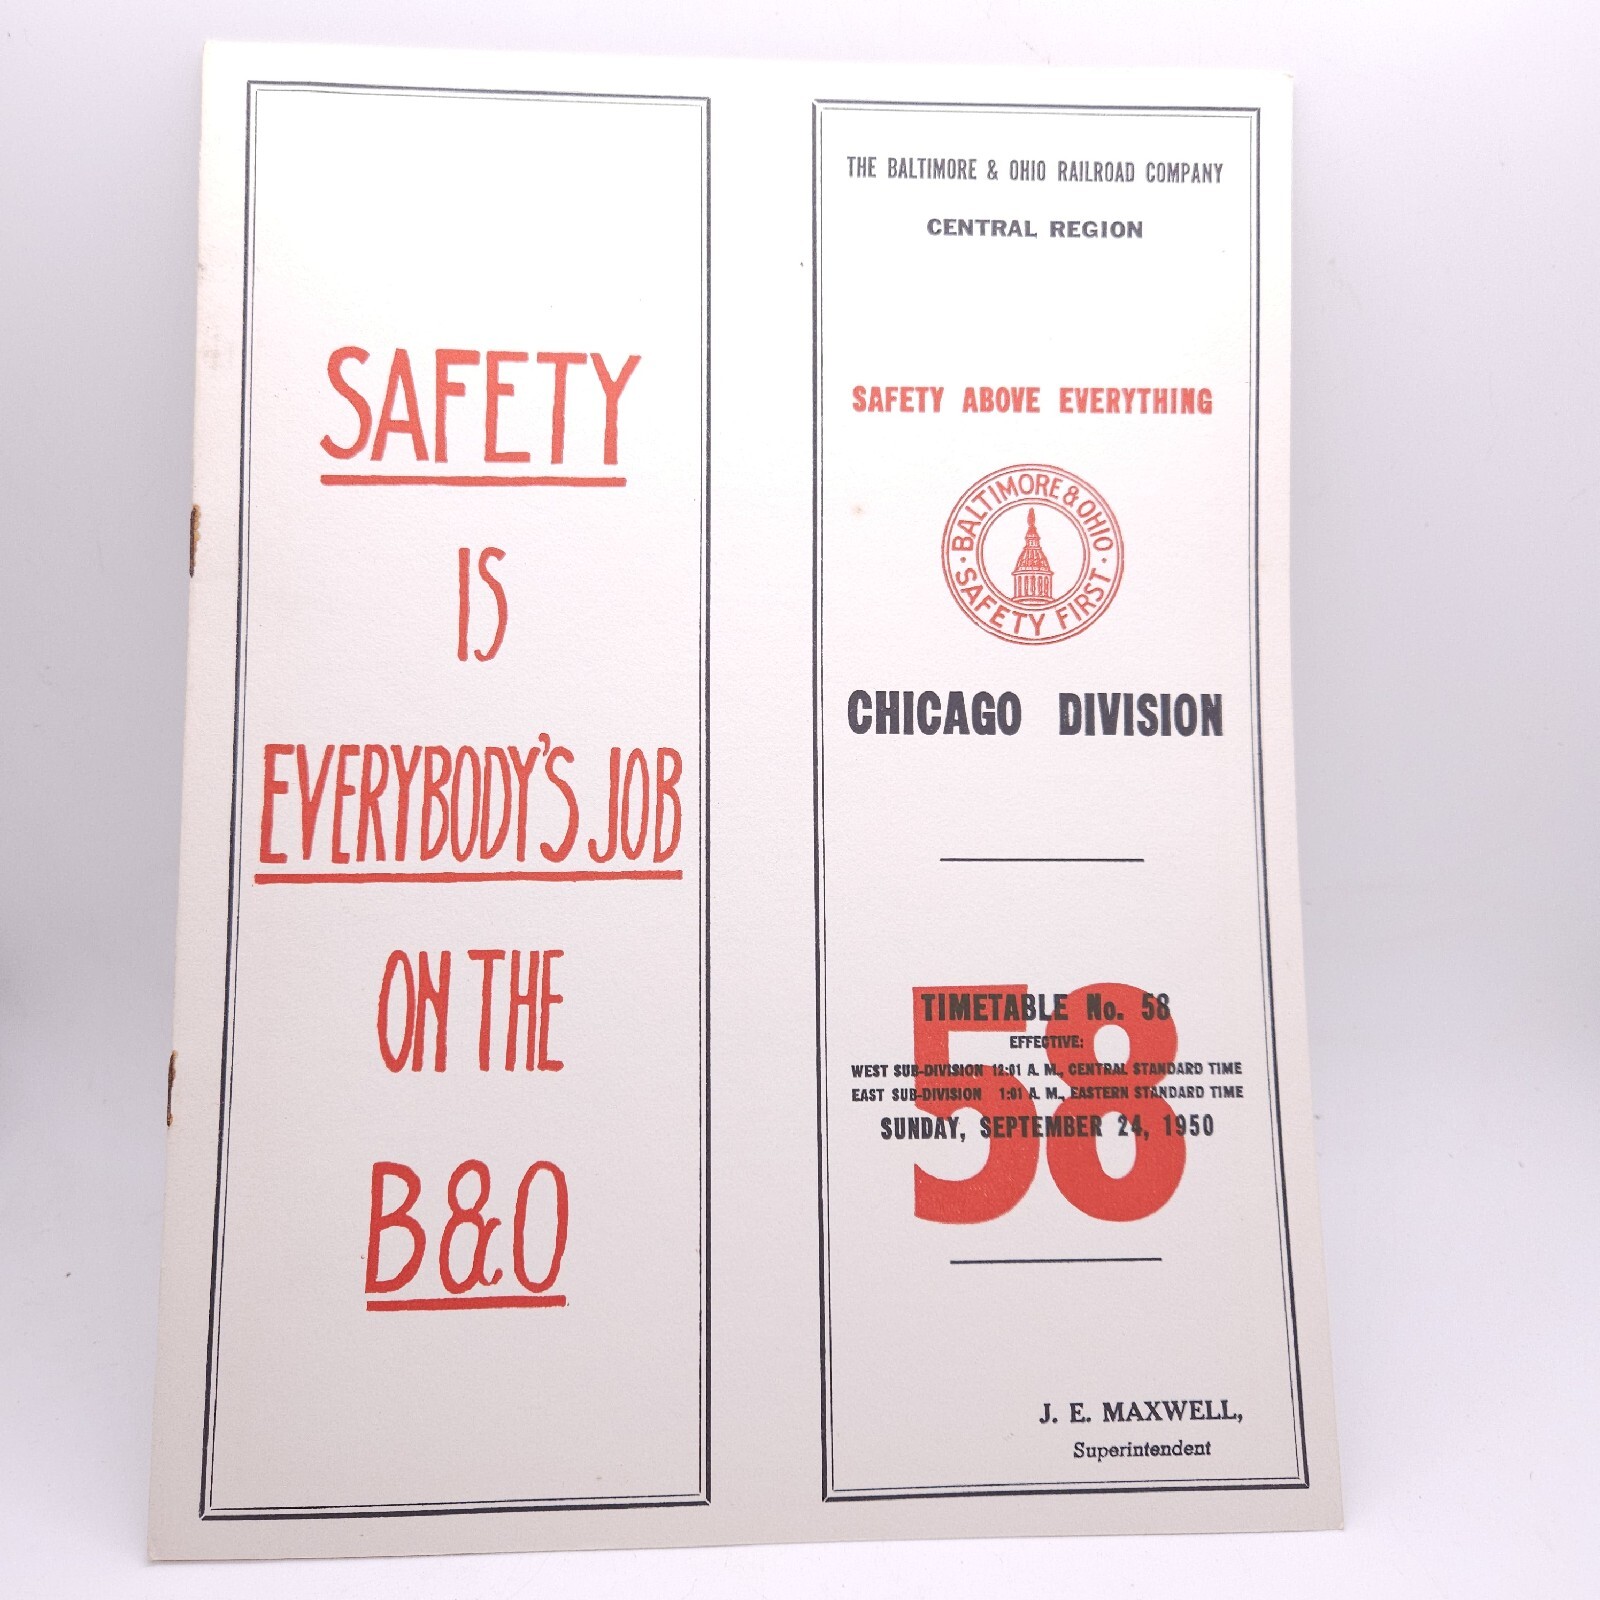 SAFETY
IS
EVERYBODY'S JOB
ON THE
B&O
THE BALTIMORE & OHIO RAILROAD COMPANY
CENTRAL REGION
SAFETY ABOVE EVERYTHING
BALTIMORE & OHIO
SAFETY FIRST
CHICAGO DIVISION
58
TIMETABLE No. 58
EFFECTIVE:
WEST SUB-DIVISION 12:01 A. M., CENTRAL STANDARD TIME
EAST SUB-DIVISION 1:01 A. M., EASTERN STANDARD TIME
SUNDAY, SEPTEMBER 24, 1950
J. E. MAXWELL,
Superintendent